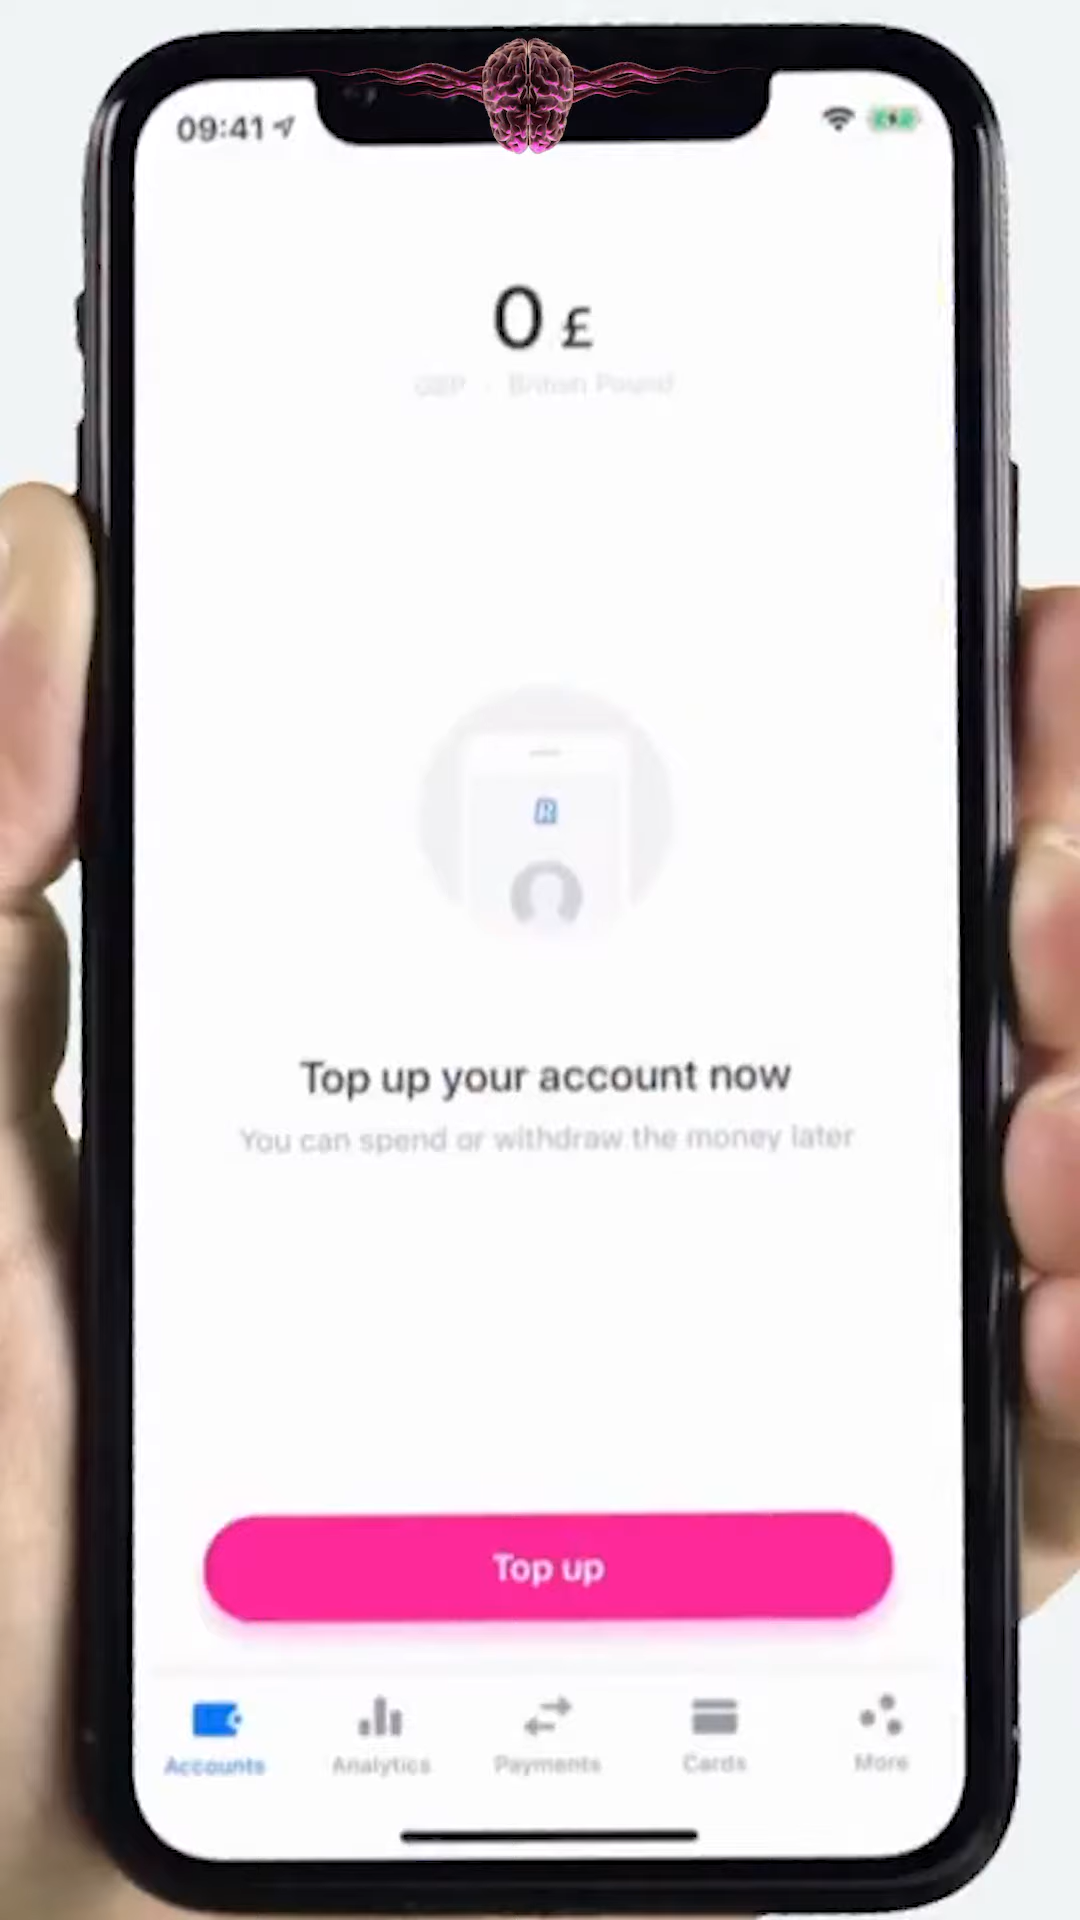 09:41
0 £
GBP · British Pound
R
Top up your account now
You can spend or withdraw the money later
Top up
Accounts
Analytics
Payments
Cards
More